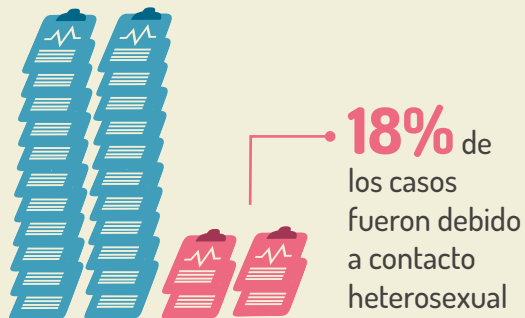 18% de
los casos
fueron debido
a contacto
heterosexual